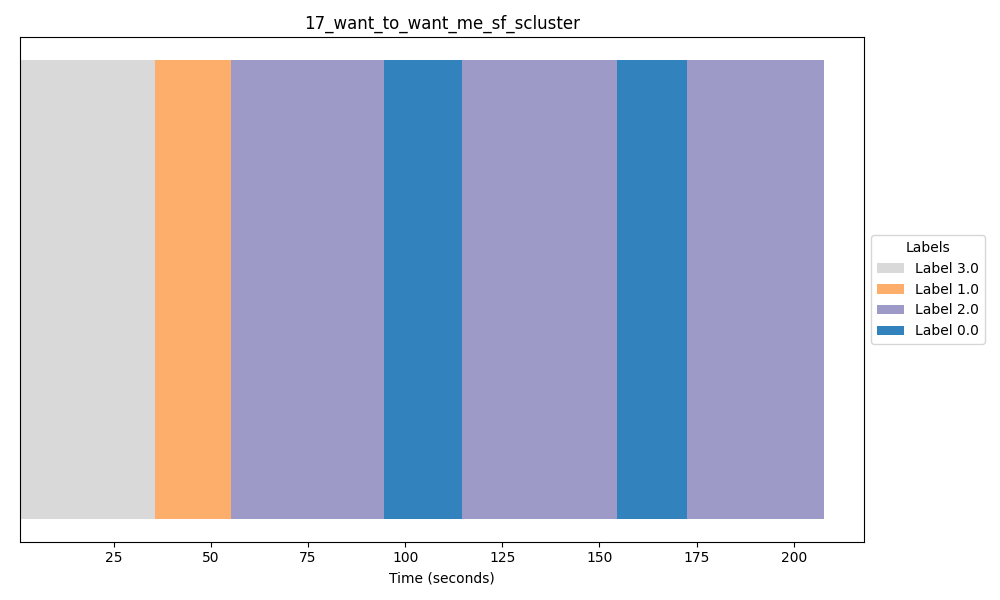 17_want_to_want_me_sf_scluster
Labels
Label 3.0
Label 1.0
Label 2.0
Label 0.0
25 50 75 100 125 150 175 200
Time (seconds)